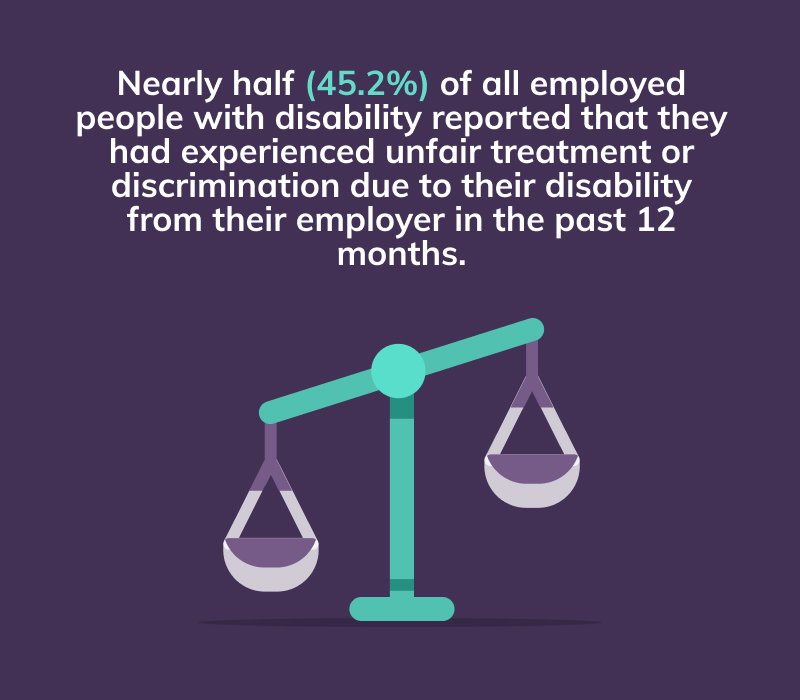 Nearly half (45.2%) of all employed
people with disability reported that they
had experienced unfair treatment or
discrimination due to their disability
from their employer in the past 12
months.